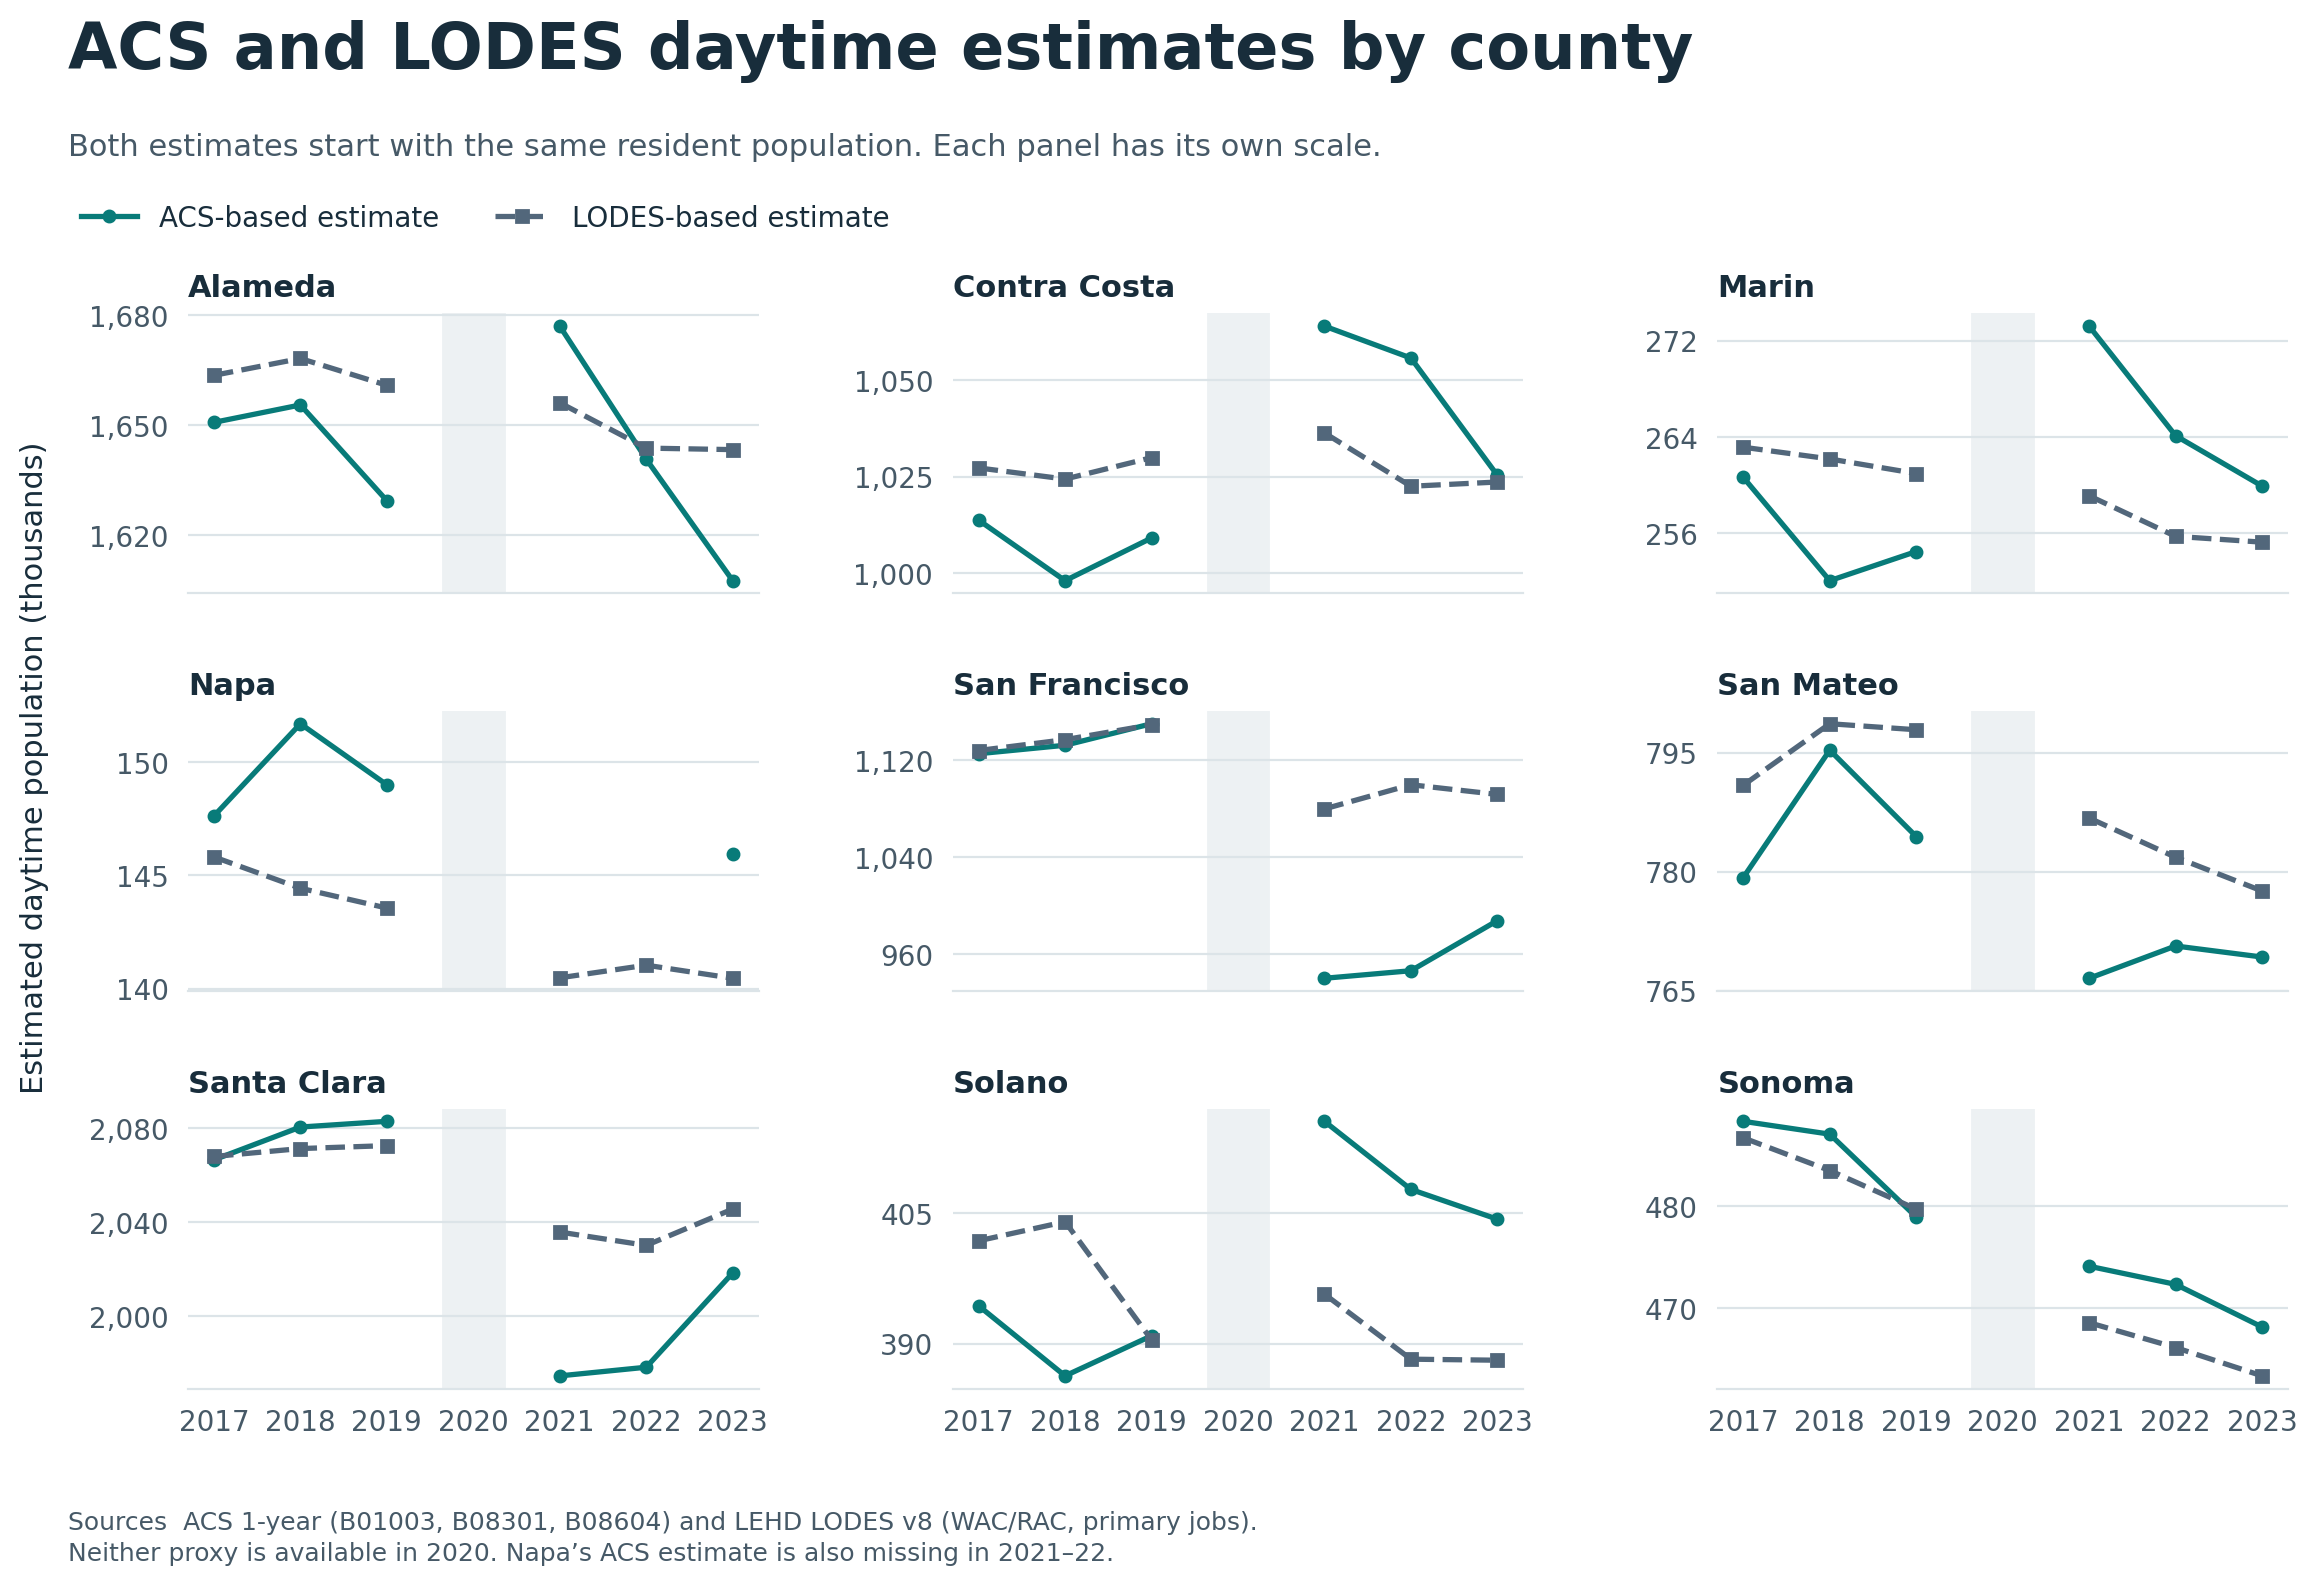 ACS and LODES daytime estimates by county
Both estimates start with the same resident population. Each panel has its own scale.
ACS-based estimate
LODES-based estimate
Estimated daytime population (thousands)
Alameda
1,680
1,650
1,620
Contra Costa
1,050
1,025
1,000
Marin
272
264
256
Napa
150
145
140
San Francisco
1,120
1,040
960
San Mateo
795
780
765
Santa Clara
2,080
2,040
2,000
2017 2018 2019 2020 2021 2022 2023
Solano
405
390
2017 2018 2019 2020 2021 2022 2023
Sonoma
480
470
2017 2018 2019 2020 2021 2022 2023
Sources  ACS 1-year (B01003, B08301, B08604) and LEHD LODES v8 (WAC/RAC, primary jobs).
Neither proxy is available in 2020. Napa’s ACS estimate is also missing in 2021–22.